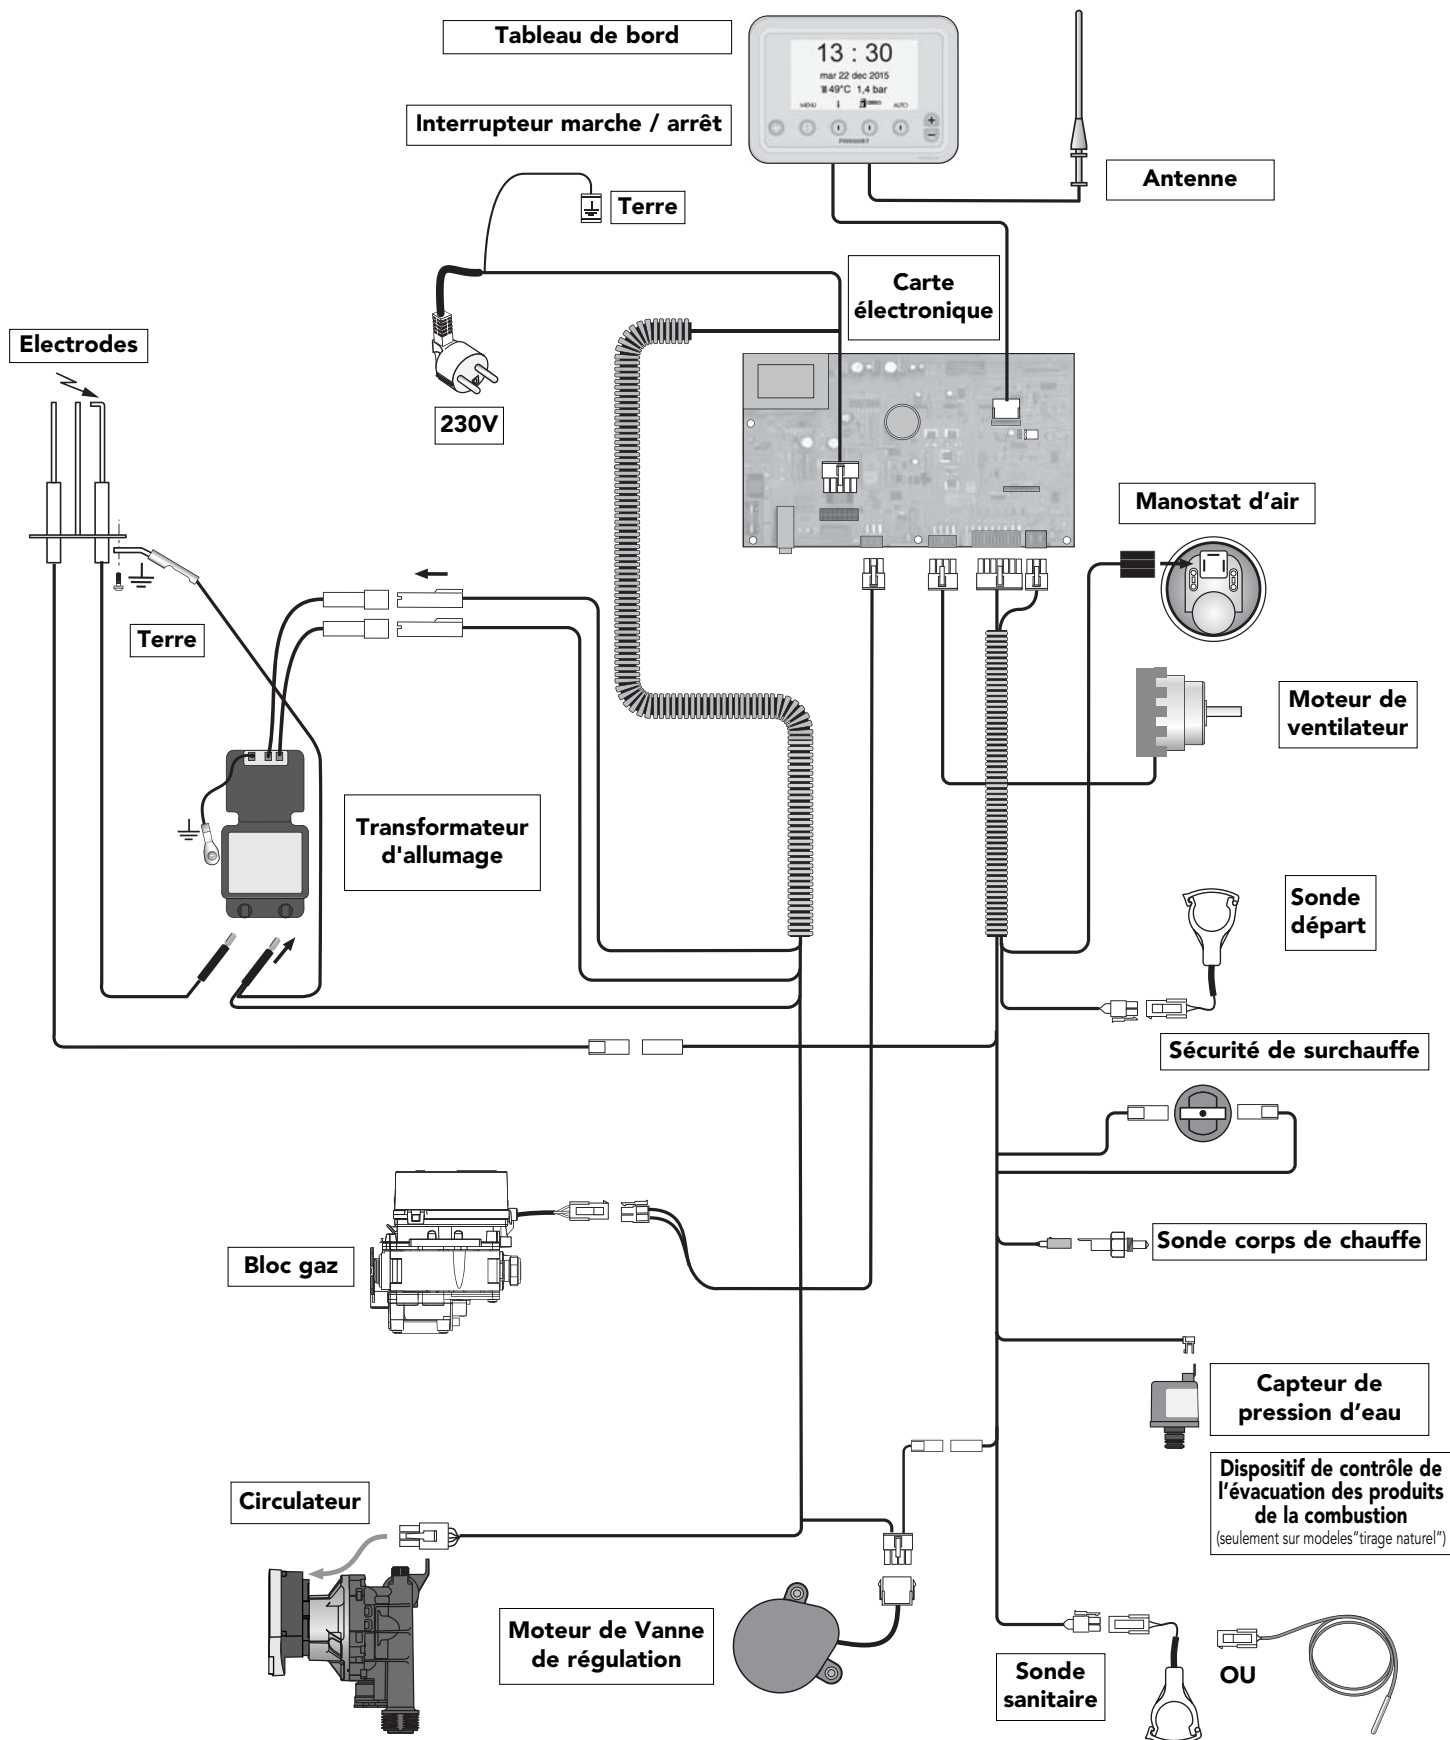 Tableau de bord
13 : 30
mar 22 dec 2015
49°C 1,4 bar
MENU
AUTO
FRISQUET
Interrupteur marche / arrêt
Antenne
Terre
Carte
électronique
Electrodes
230V
Manostat d’air
Terre
Moteur de
ventilateur
Transformateur
d'allumage
Sonde
départ
Sécurité de surchauffe
Bloc gaz
Sonde corps de chauffe
Capteur de
pression d’eau
Dispositif de contrôle de
l’évacuation des produits
de la combustion
(seulement sur modeles“tirage naturel”)
Circulateur
Moteur de Vanne
de régulation
Sonde
sanitaire
OU